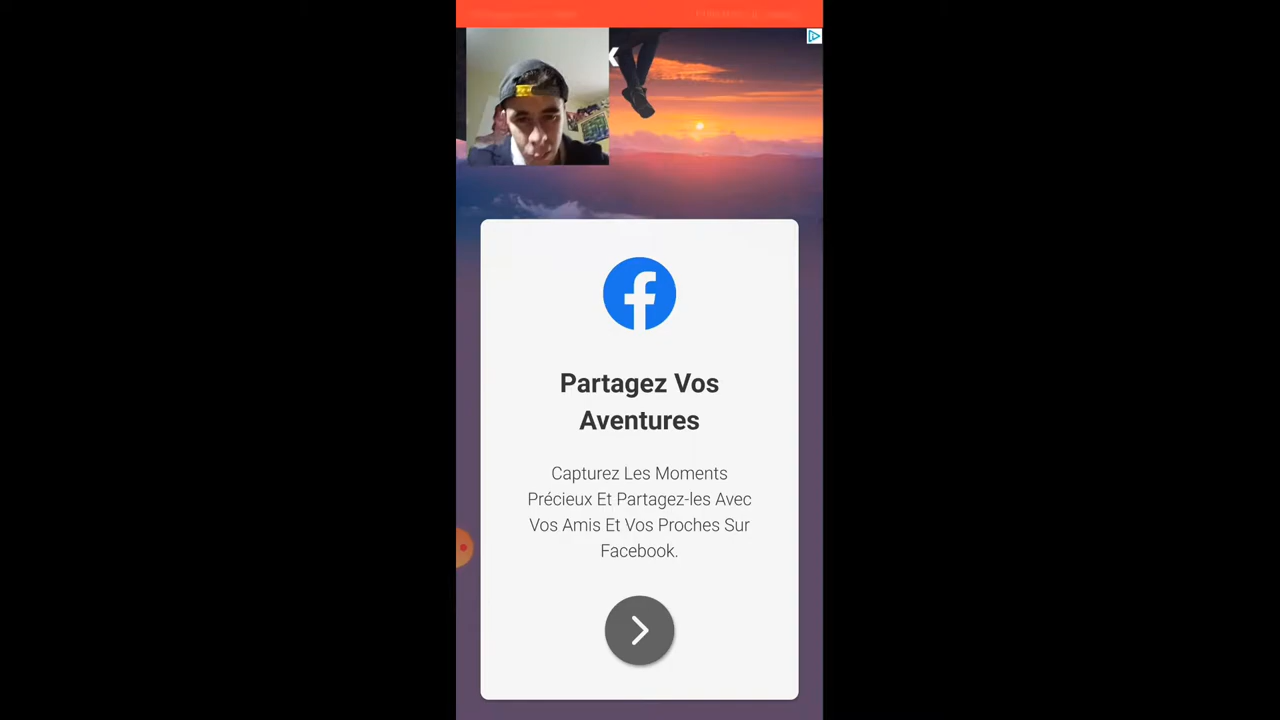 Partagez Vos
Aventures
Capturez Les Moments
Précieux Et Partagez-les Avec
Vos Amis Et Vos Proches Sur
Facebook.